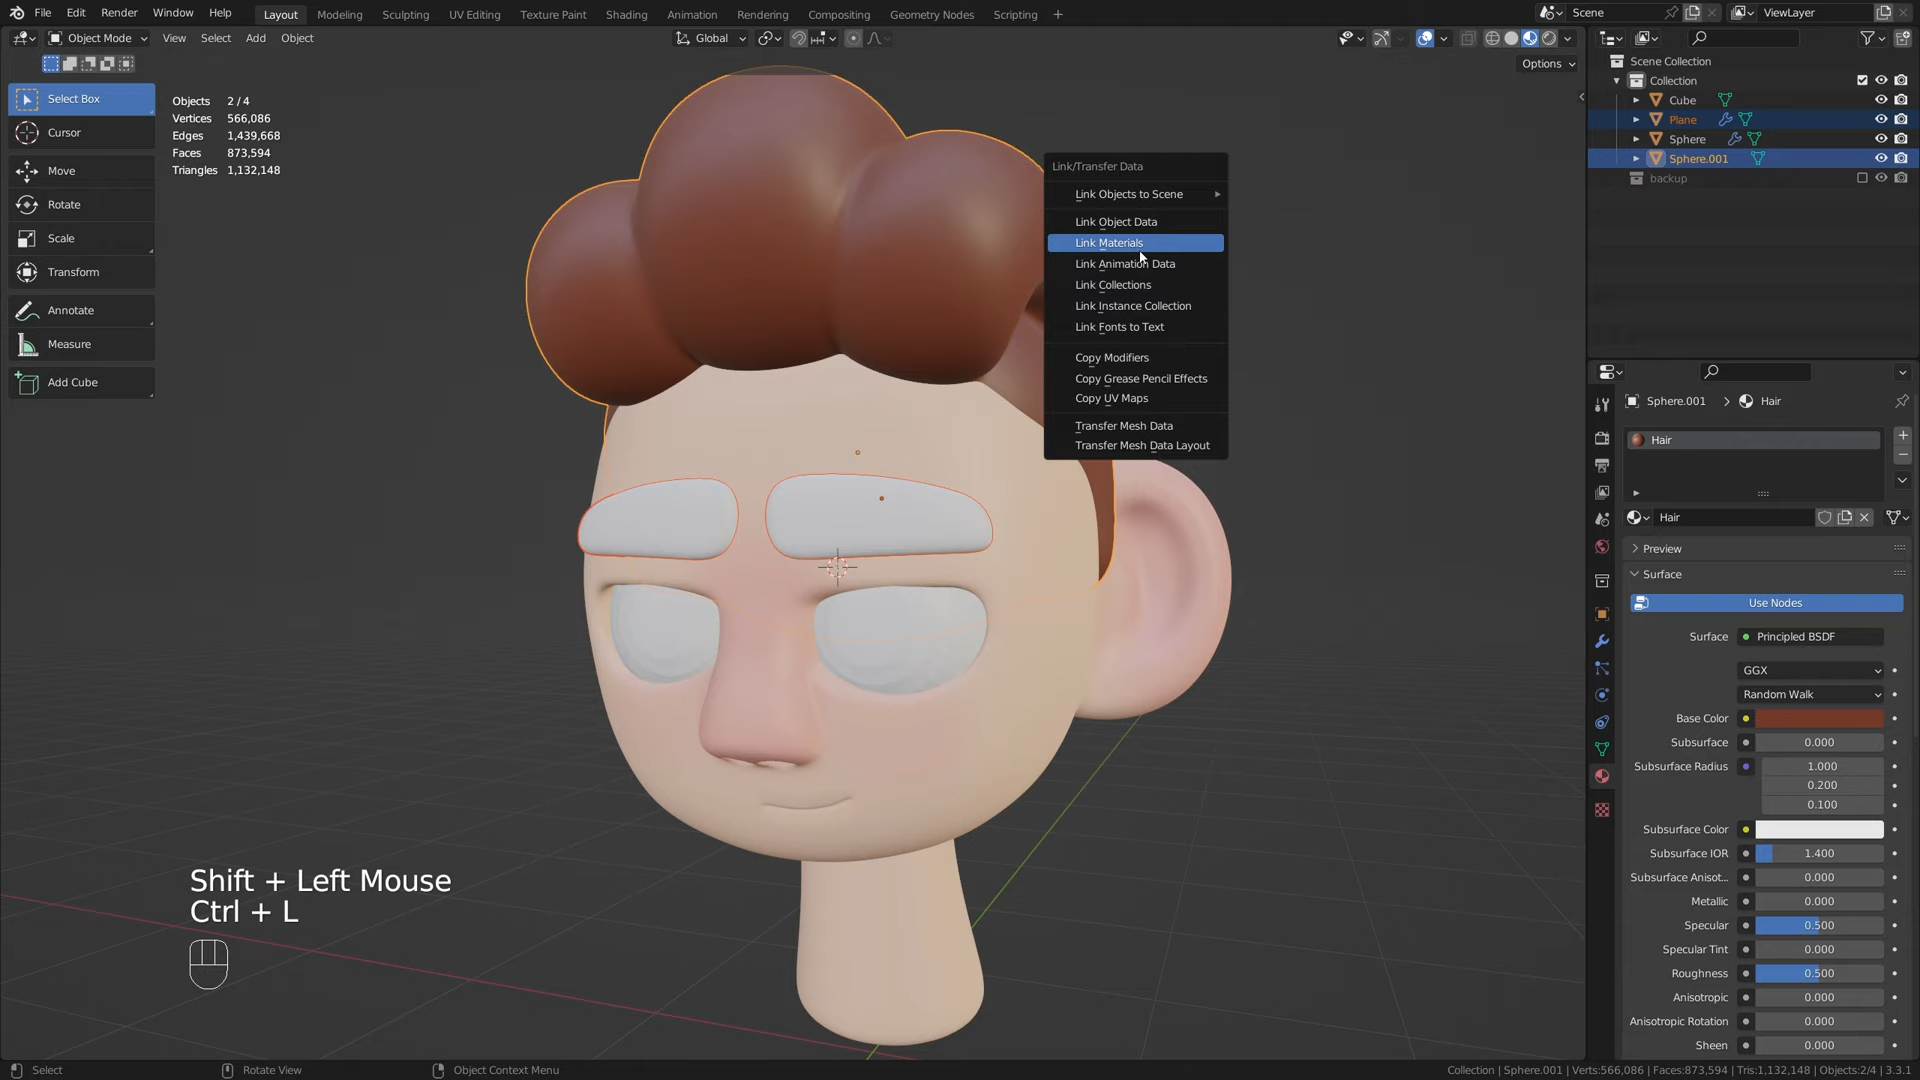 File Edit Render Window Help Layout Modeling Sculpting UV Editing Texture Paint Shading Animation Rendering Compositing Geometry Nodes Scripting + Scene ViewLayer
Object Mode View Select Add Object Global
Options
Select Box
Cursor
Move
Rotate
Scale
Transform
Annotate
Measure
Add Cube
Objects 2 / 4
Vertices 566,086
Edges 1,439,668
Faces 873,594
Triangles 1,132,148
Link/Transfer Data
Link Objects to Scene
Link Object Data
Link Materials
Link Animation Data
Link Collections
Link Instance Collection
Link Fonts to Text
Copy Modifiers
Copy Grease Pencil Effects
Copy UV Maps
Transfer Mesh Data
Transfer Mesh Data Layout
Shift + Left Mouse
Ctrl + L
Scene Collection
Collection
Cube
Plane
Sphere
Sphere.001
backup
Sphere.001 > Hair
Hair
Hair
Preview
Surface
Use Nodes
Surface Principled BSDF
GGX
Random Walk
Base Color
Subsurface 0.000
Subsurface Radius 1.000
0.200
0.100
Subsurface Color
Subsurface IOR 1.400
Subsurface Anisot... 0.000
Metallic 0.000
Specular 0.500
Specular Tint 0.000
Roughness 0.500
Anisotropic 0.000
Anisotropic Rotation 0.000
Sheen 0.000
Select Rotate View Object Context Menu Collection | Sphere.001 | Verts:566,086 | Faces:873,594 | Tris:1,132,148 | Objects:2/4 | 3.3.1